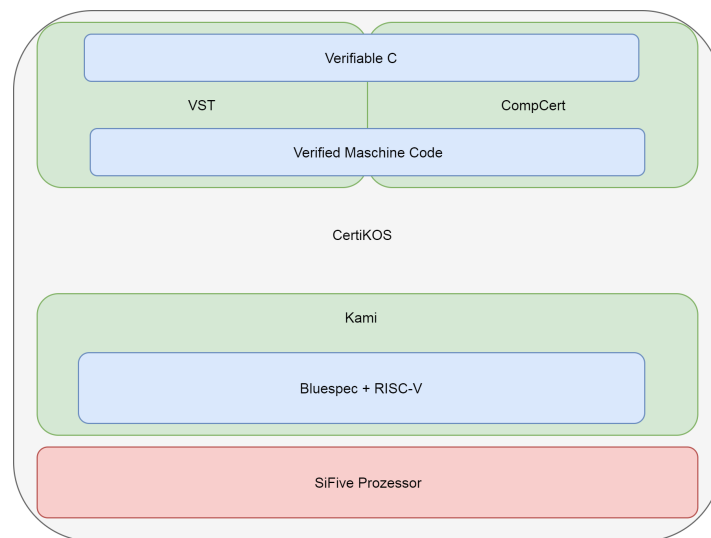 Verifiable C
VST
CompCert
Verified Maschine Code
CertiKOS
Kami
Bluespec + RISC-V
SiFive Prozessor